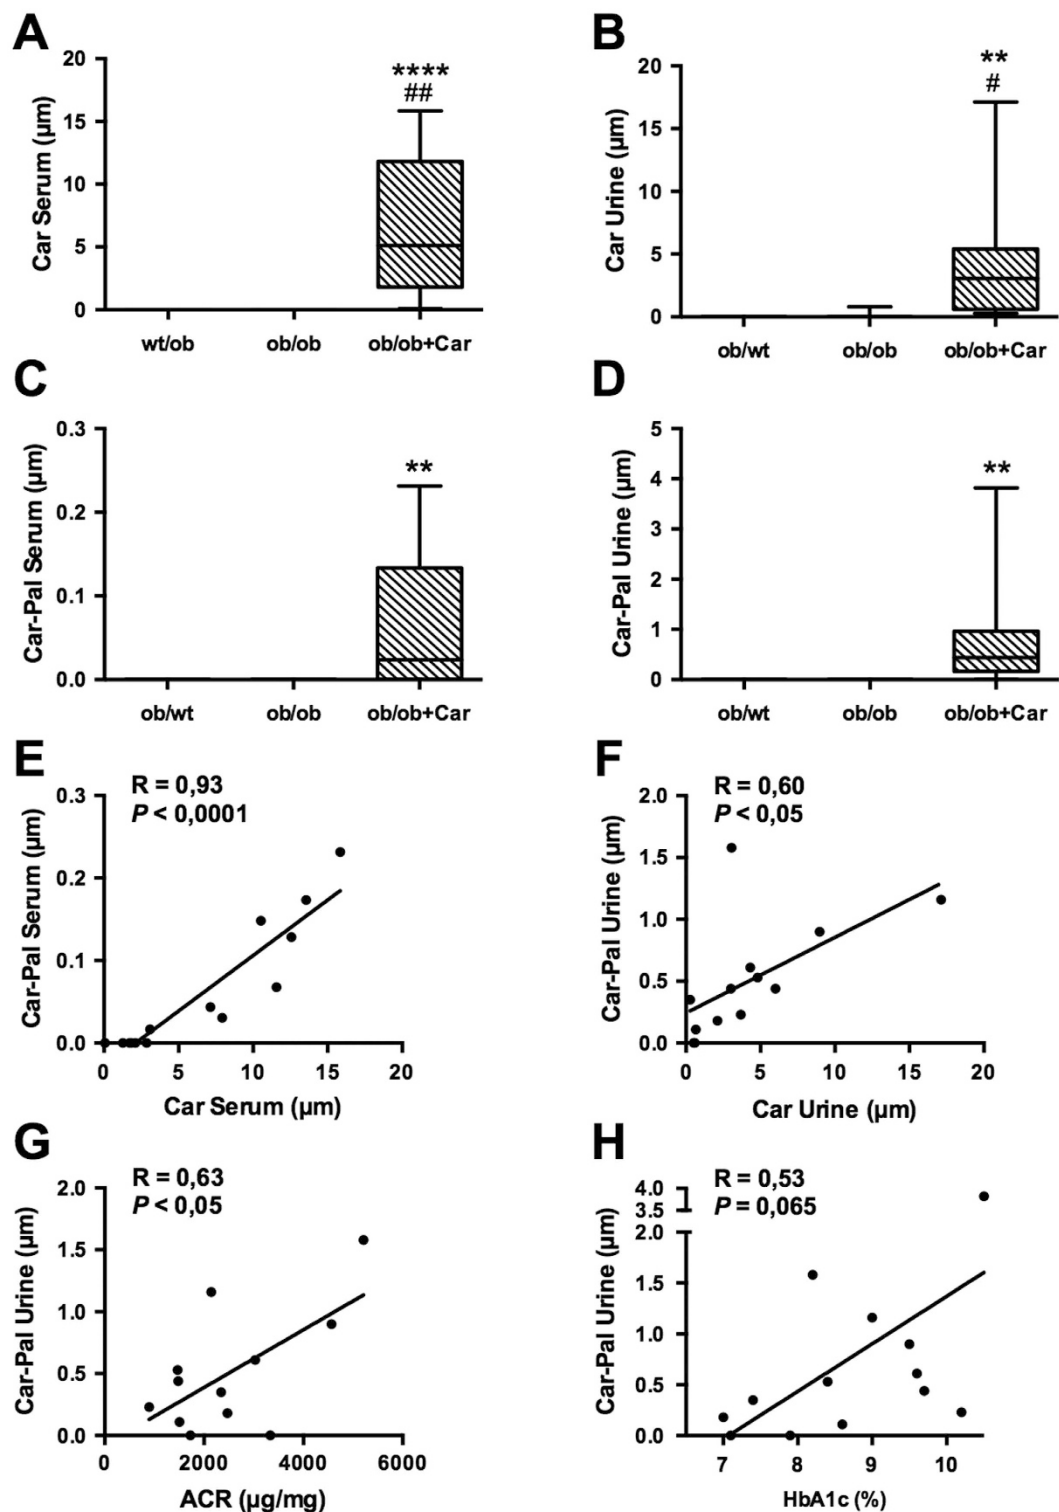 A
Car Serum (µm)
20
15
10
5
0
****
##
wt/ob ob/ob ob/ob+Car
B
Car Urine (µm)
20
15
10
5
0
**
#
ob/wt ob/ob ob/ob+Car
C
Car-Pal Serum (µm)
0.3
0.2
0.1
0.0
**
ob/wt ob/ob ob/ob+Car
D
Car-Pal Urine (µm)
5
4
3
2
1
0
**
ob/wt ob/ob ob/ob+Car
E
R = 0,93
P < 0,0001
Car-Pal Serum (µm)
0.3
0.2
0.1
0.0
0 5 10 15 20
Car Serum (µm)
F
R = 0,60
P < 0,05
Car-Pal Urine (µm)
2.0
1.5
1.0
0.5
0.0
0 5 10 15 20
Car Urine (µm)
G
R = 0,63
P < 0,05
Car-Pal Urine (µm)
2.0
1.5
1.0
0.5
0.0
0 2000 4000 6000
ACR (µg/mg)
H
R = 0,53
P = 0,065
Car-Pal Urine (µm)
4.0
3.5
2.0
1.5
1.0
0.5
0.0
7 8 9 10
HbA1c (%)